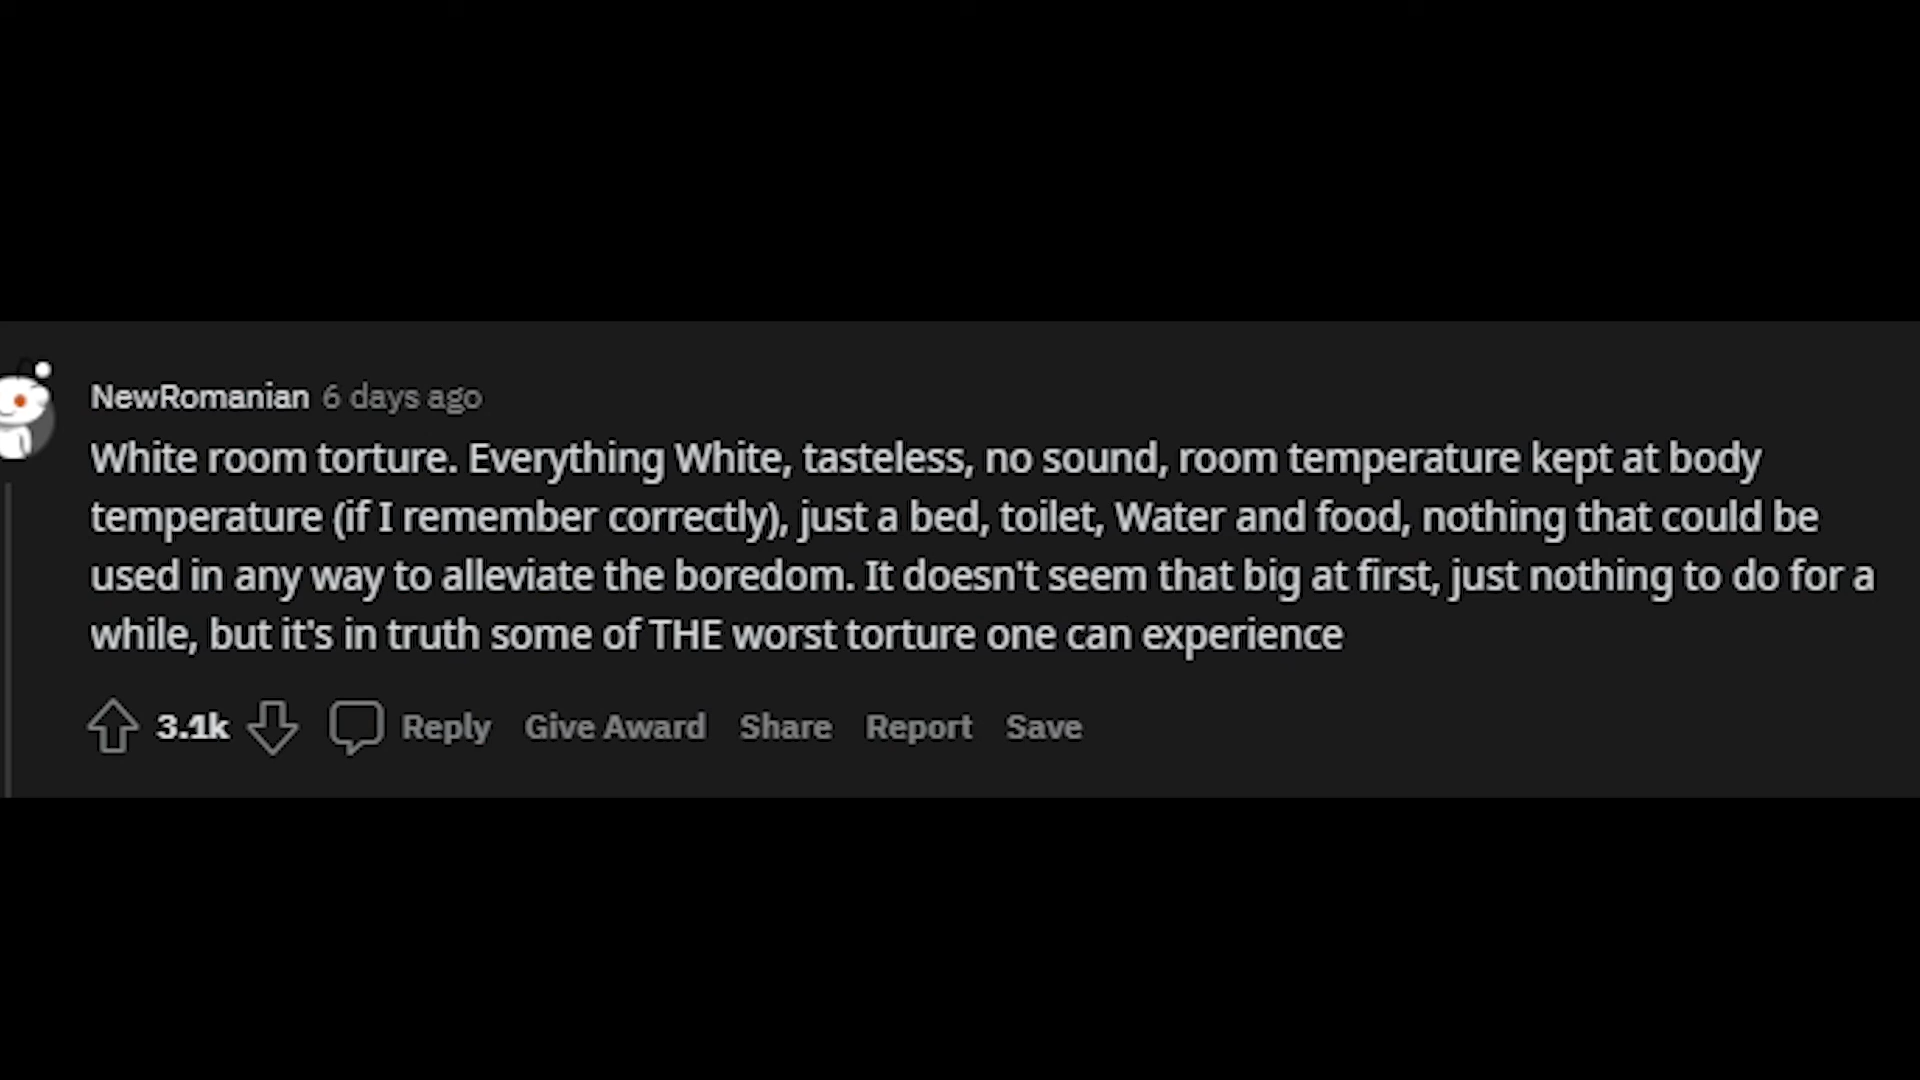 NewRomanian 6 days ago
White room torture. Everything White, tasteless, no sound, room temperature kept at body
temperature (if I remember correctly), just a bed, toilet, Water and food, nothing that could be
used in any way to alleviate the boredom. It doesn't seem that big at first, just nothing to do for a
while, but it's in truth some of THE worst torture one can experience
3.1k Reply Give Award Share Report Save